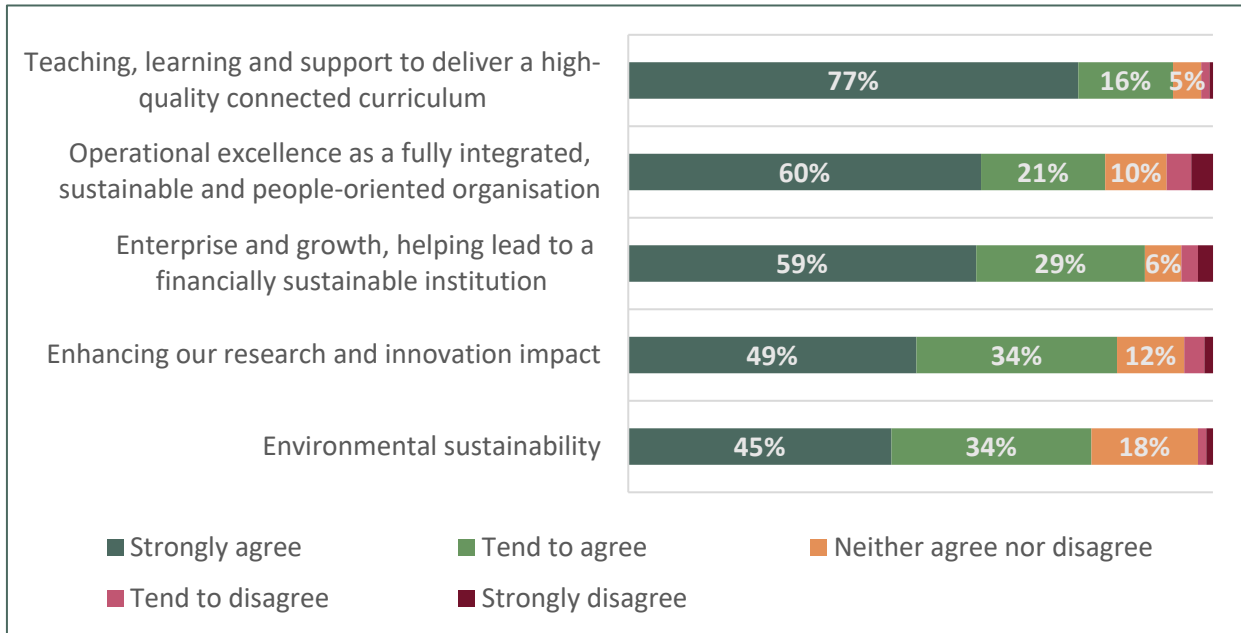 Teaching, learning and support to deliver a high-
quality connected curriculum
77% 16% 5%
Operational excellence as a fully integrated,
sustainable and people-oriented organisation
60% 21% 10%
Enterprise and growth, helping lead to a
financially sustainable institution
59% 29% 6%
Enhancing our research and innovation impact
49% 34% 12%
Environmental sustainability
45% 34% 18%
Strongly agree
Tend to agree
Neither agree nor disagree
Tend to disagree
Strongly disagree